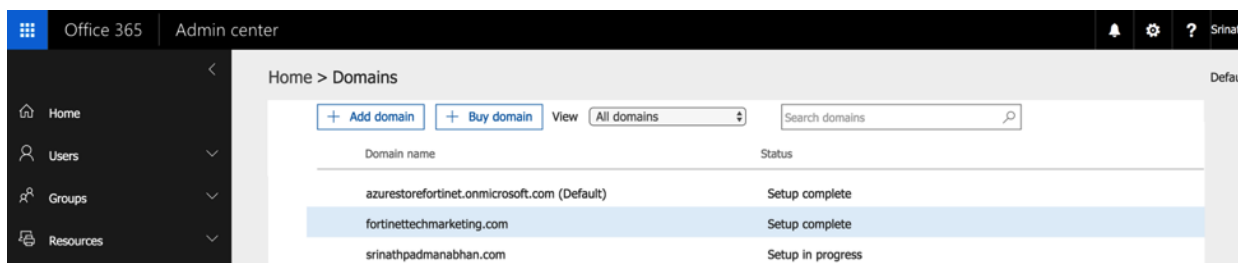 Office 365 Admin center ? Srinat
Home > Domains Defau
Home
+ Add domain + Buy domain View All domains Search domains
Users
Domain name Status
Groups
azurestorefortinet.onmicrosoft.com (Default) Setup complete
fortinettechmarketing.com Setup complete
Resources
srinathpadmanabhan.com Setup in progress